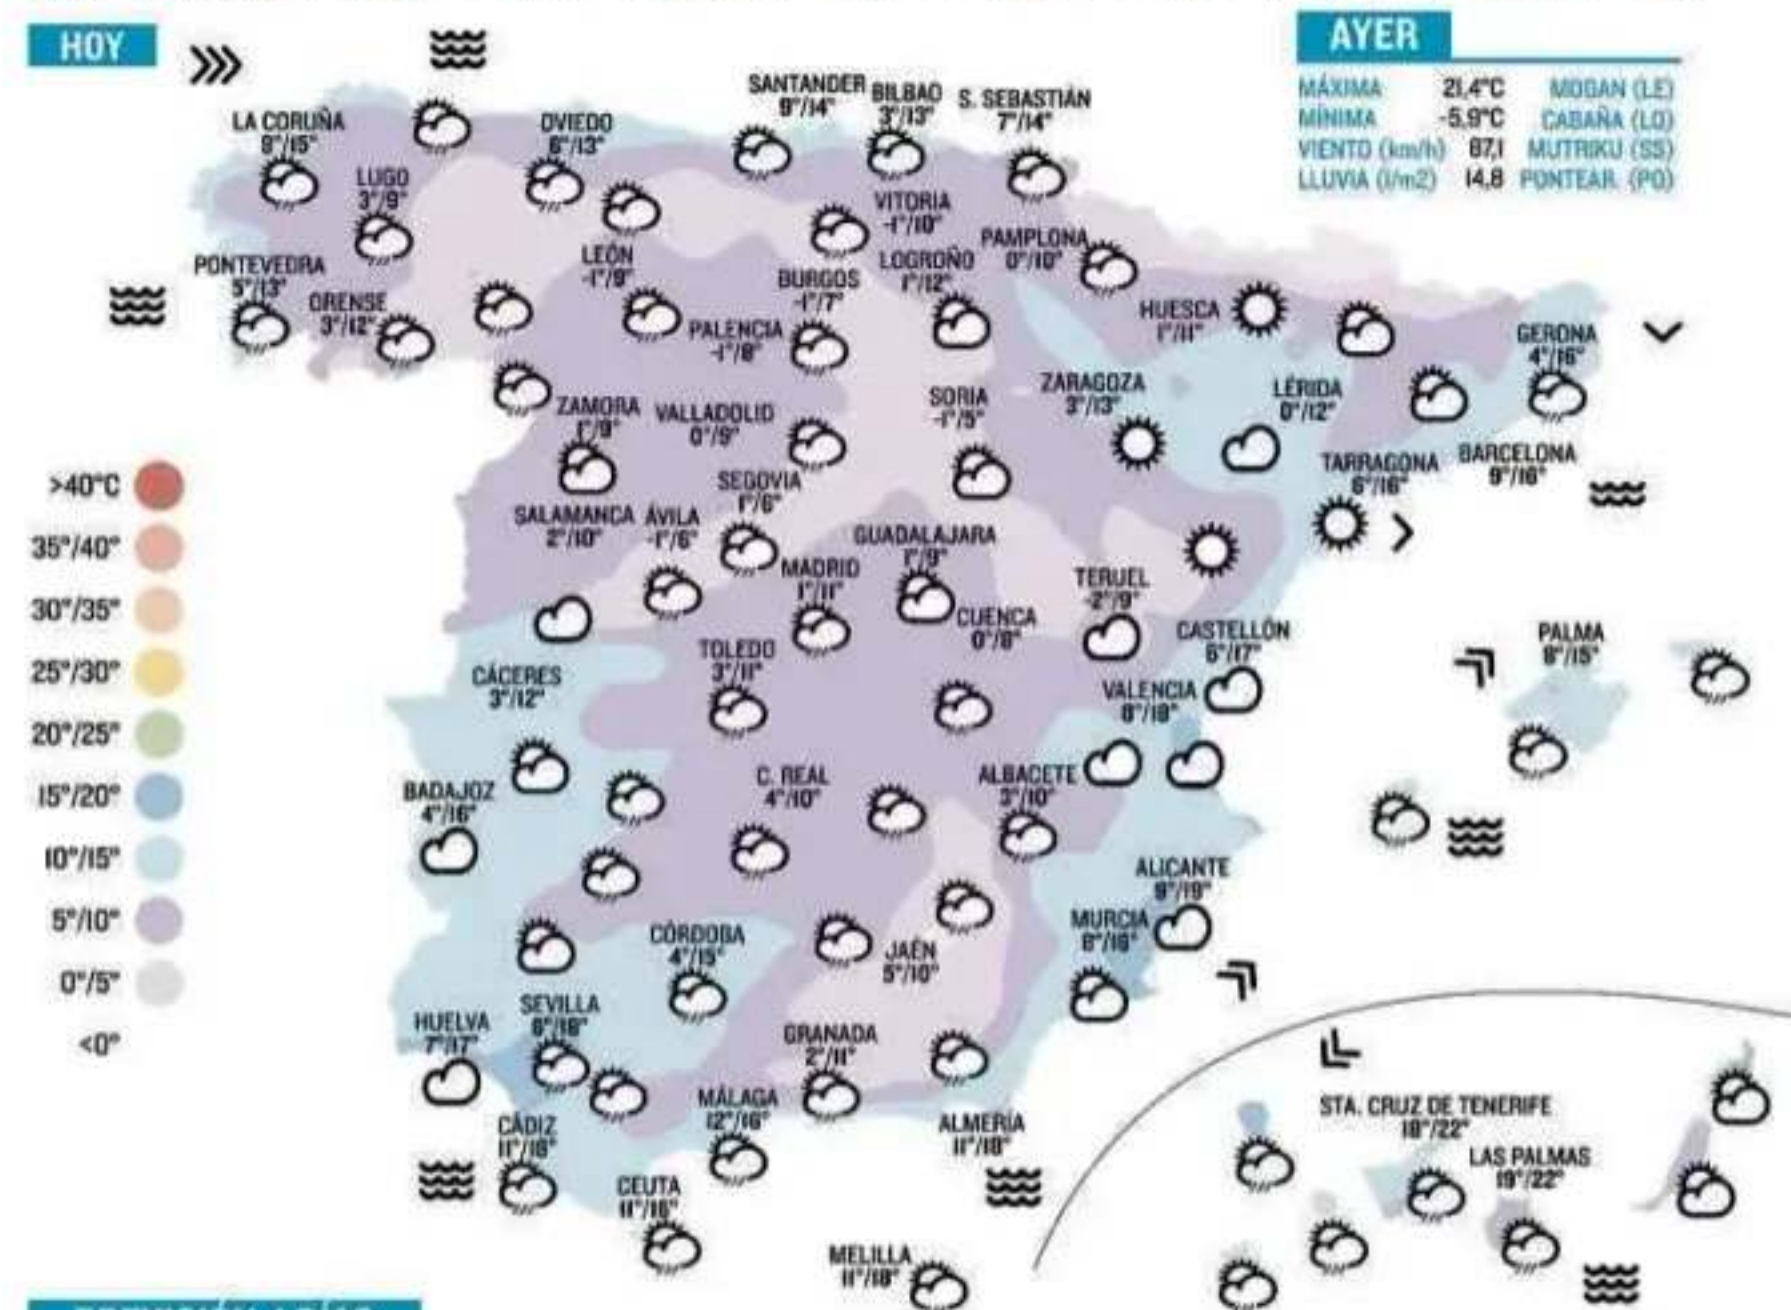 HOY
AYER
MÁXIMA 21,4°C MOGAN (LE)
MÍNIMA -5,9°C CABAÑA (LO)
VIENTO (km/h) 67,1 MUTRIKU (SS)
LLUVIA (l/m2) 14,8 PONTEAR. (PO)
SANTANDER
9°/14°
BILBAO
3°/13°
S. SEBASTIÁN
7°/14°
LA CORUÑA
9°/15°
OVIEDO
6°/13°
LUGO
3°/9°
VITORIA
-1°/10°
PAMPLONA
0°/10°
LEÓN
-1°/9°
LOGROÑO
1°/12°
PONTEVEDRA
5°/13°
BURGOS
-1°/7°
ORENSE
3°/12°
HUESCA
1°/11°
PALENCIA
-1°/8°
GERONA
4°/16°
ZARAGOZA
3°/13°
LÉRIDA
0°/12°
SORIA
-1°/5°
ZAMORA
1°/9°
VALLADOLID
0°/9°
TARRAGONA
6°/16°
BARCELONA
9°/16°
SEGOVIA
1°/6°
SALAMANCA
2°/10°
ÁVILA
-1°/6°
GUADALAJARA
1°/9°
MADRID
1°/11°
TERUEL
-2°/9°
CUENCA
0°/8°
CASTELLÓN
6°/17°
PALMA
8°/15°
TOLEDO
3°/11°
CÁCERES
3°/12°
VALENCIA
8°/18°
C. REAL
4°/10°
ALBACETE
3°/10°
BADAJOZ
4°/16°
ALICANTE
9°/19°
MURCIA
8°/18°
CÓRDOBA
4°/15°
JAÉN
5°/10°
SEVILLA
6°/16°
HUELVA
7°/17°
GRANADA
2°/11°
MÁLAGA
12°/16°
CÁDIZ
11°/18°
ALMERÍA
11°/18°
CEUTA
11°/16°
MELILLA
11°/18°
STA. CRUZ DE TENERIFE
18°/22°
LAS PALMAS
19°/22°
>40°C
35°/40°
30°/35°
25°/30°
20°/25°
15°/20°
10°/15°
5°/10°
0°/5°
<0°